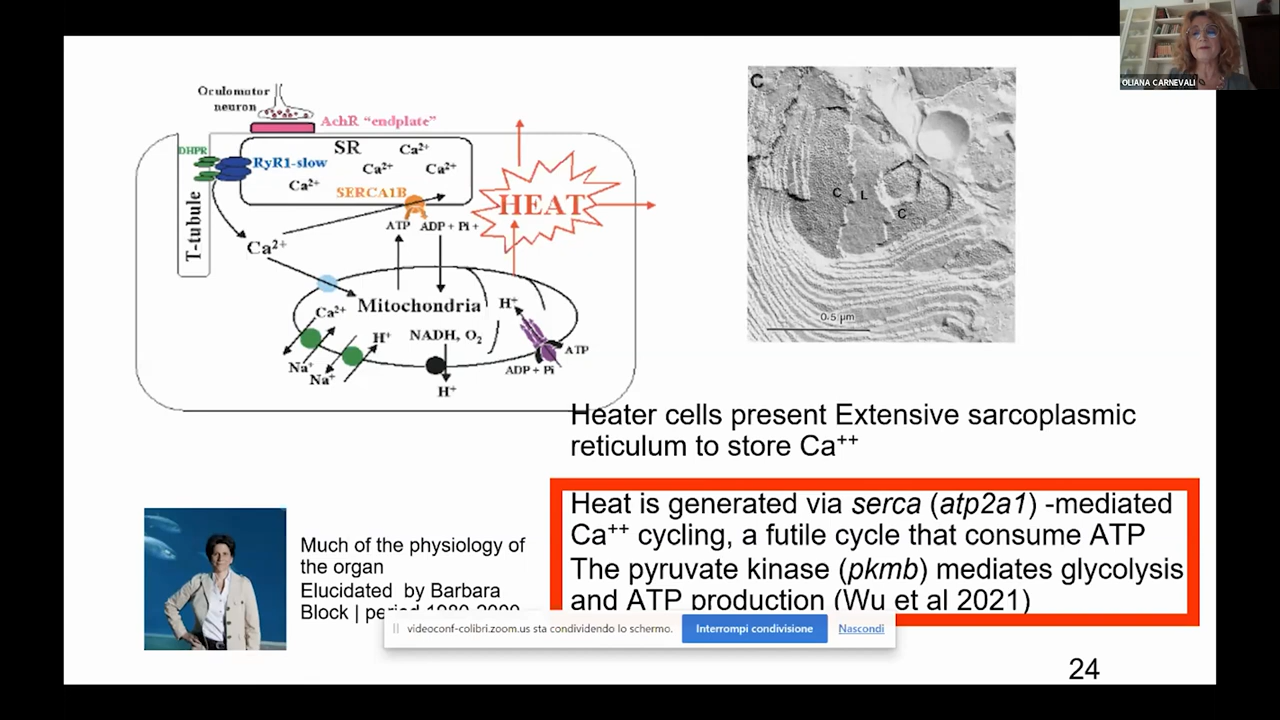 OLIANA CARNEVALI
Oculomotor
neuron
AchR "endplate"
DHPR
RyR1-slow
SR
Ca²⁺
Ca²⁺
Ca²⁺
Ca²⁺
SERCA1B
HEAT
T-tubule
ATP
ADP + Pi +
Ca²⁺
Mitochondria
H⁺
Ca²⁺
H⁺
NADH, O₂
ATP
Na⁺
Na⁺
ADP + Pi
H⁺
C
C
L
C
0.5 µm
Heater cells present Extensive sarcoplasmic
reticulum to store Ca⁺⁺
Heat is generated via serca (atp2a1) -mediated
Ca⁺⁺ cycling, a futile cycle that consume ATP
The pyruvate kinase (pkmb) mediates glycolysis
and ATP production (Wu et al 2021)
Much of the physiology of
the organ
Elucidated by Barbara
Block | period 1980-2000
videoconf-colibri.zoom.us sta condividendo lo schermo.
Interrompi condivisione
Nascondi
24